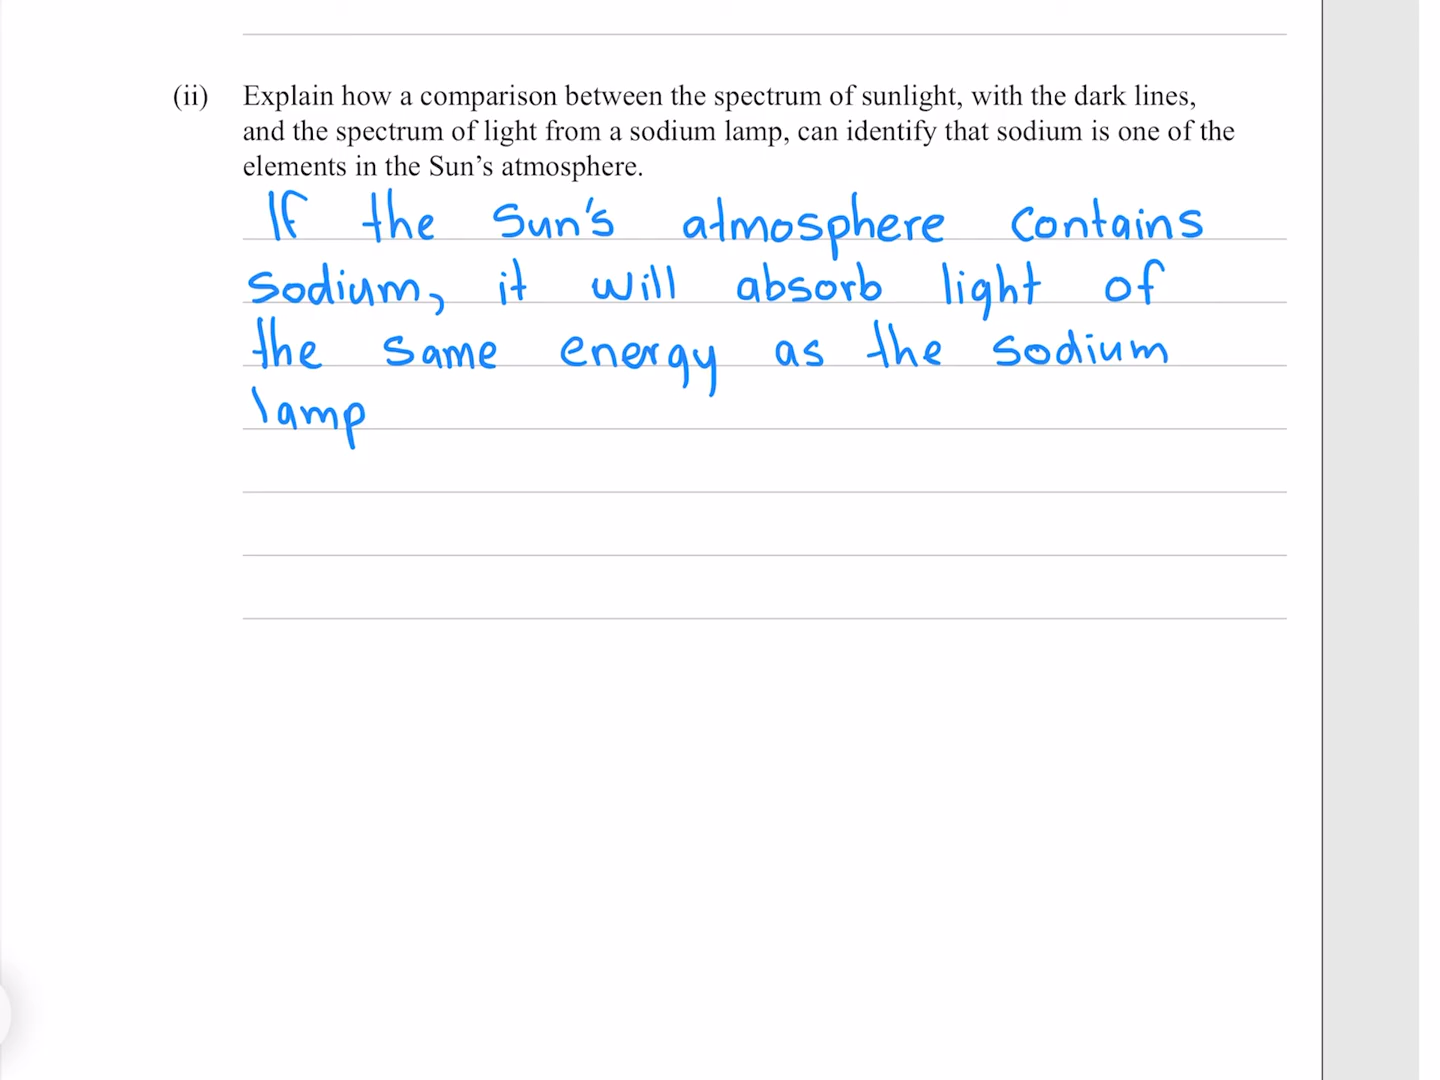 (ii) Explain how a comparison between the spectrum of sunlight, with the dark lines,
and the spectrum of light from a sodium lamp, can identify that sodium is one of the
elements in the Sun’s atmosphere.
If the Sun's atmosphere contains
sodium, it will absorb light of
the same energy as the sodium
lamp